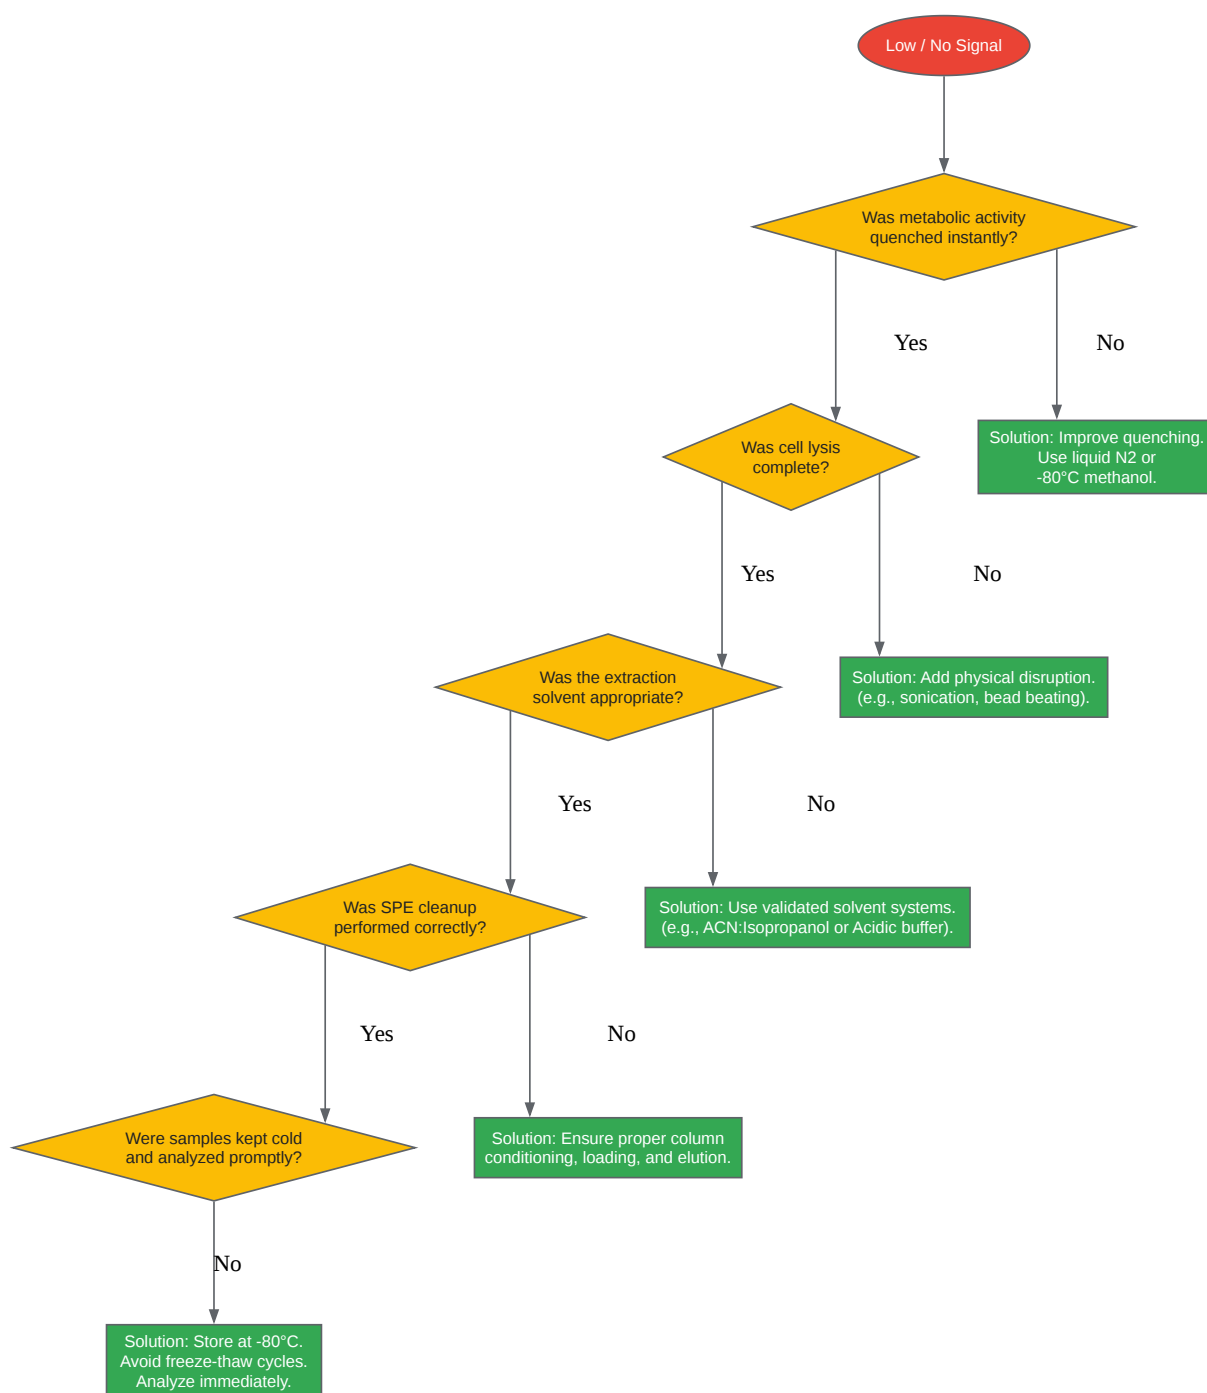 Low / No Signal
Was metabolic activity
quenched instantly?
Yes
No
Was cell lysis
complete?
Solution: Improve quenching.
Use liquid N2 or
-80°C methanol.
Yes
No
Was the extraction
solvent appropriate?
Solution: Add physical disruption.
(e.g., sonication, bead beating).
Yes
No
Was SPE cleanup
performed correctly?
Solution: Use validated solvent systems.
(e.g., ACN:Isopropanol or Acidic buffer).
Yes
No
Were samples kept cold
and analyzed promptly?
Solution: Ensure proper column
conditioning, loading, and elution.
No
Solution: Store at -80°C.
Avoid freeze-thaw cycles.
Analyze immediately.